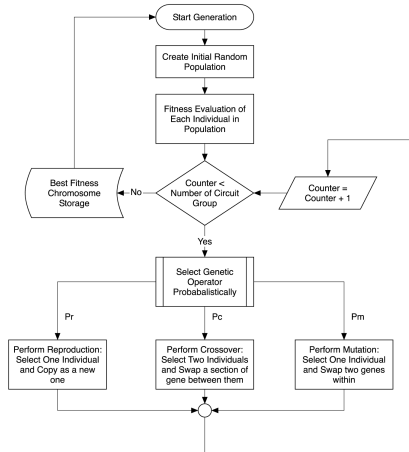 Start Generation
Create Initial Random
Population
Fitness Evaluation of
Each Individual in
Population
Best Fitness
Chromosome
Storage
No
Counter <
Number of Circuit
Group
Counter =
Counter + 1
Yes
Select Genetic
Operator
Probabalistically
Pr
Pc
Pm
Perform Reproduction:
Select One Individual
and Copy as a new
one
Perform Crossover:
Select Two Individuals
and Swap a section of
gene between them
Perform Mutation:
Select One Individual
and Swap two genes
within